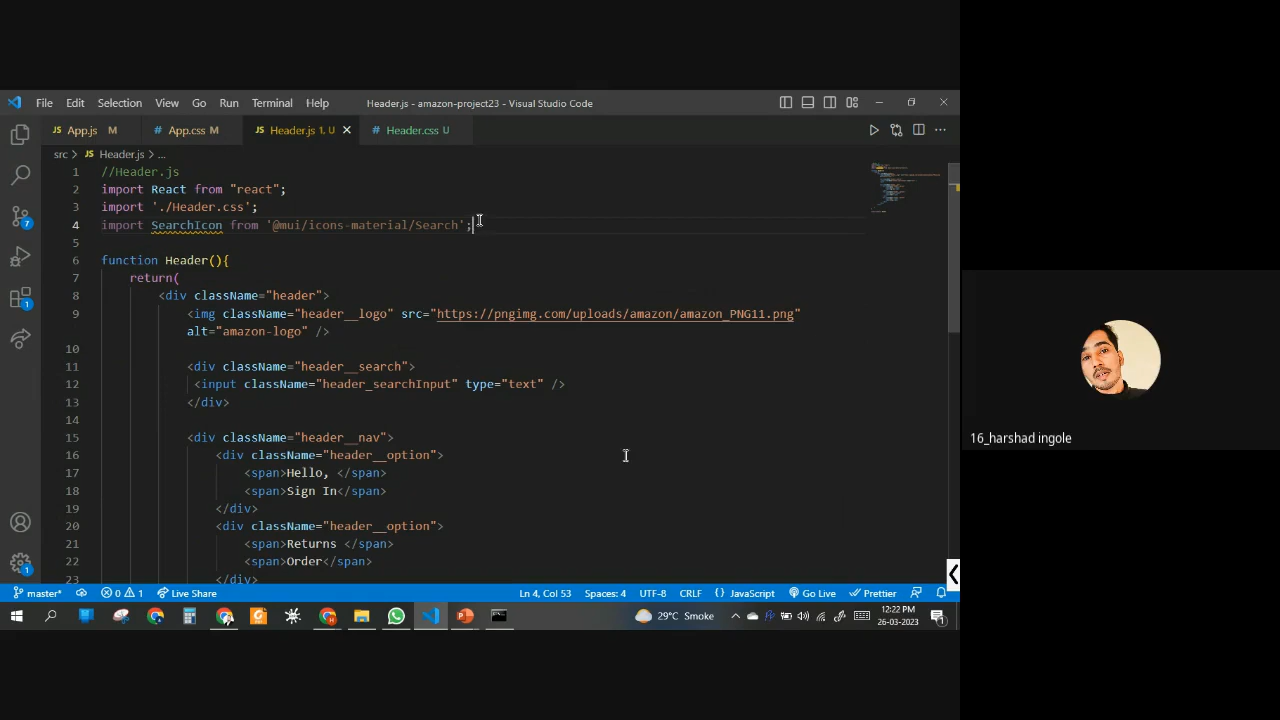 File Edit Selection View Go Run Terminal Help Header.js - amazon-project23 - Visual Studio Code
JS App.js M # App.css M JS Header.js 1, U # Header.css U
src > JS Header.js > ...
1 //Header.js
2 import React from "react";
3 import './Header.css';
4 import SearchIcon from '@mui/icons-material/Search';
5
6 function Header(){
7 return(
8 <div className="header">
9 <img className="header__logo" src="https://pngimg.com/uploads/amazon/amazon_PNG11.png"
alt="amazon-logo" />
10
11 <div className="header__search">
12 <input className="header_searchInput" type="text" />
13 </div>
14
15 <div className="header__nav">
16 <div className="header__option">
17 <span>Hello, </span>
18 <span>Sign In</span>
19 </div>
20 <div className="header__option">
21 <span>Returns </span>
22 <span>Order</span>
23 </div>
7
1
1
16_harshad ingole
master* 0 1 Live Share Ln 4, Col 53 Spaces: 4 UTF-8 CRLF {} JavaScript Go Live Prettier
29°C Smoke 12:22 PM
26-03-2023
1